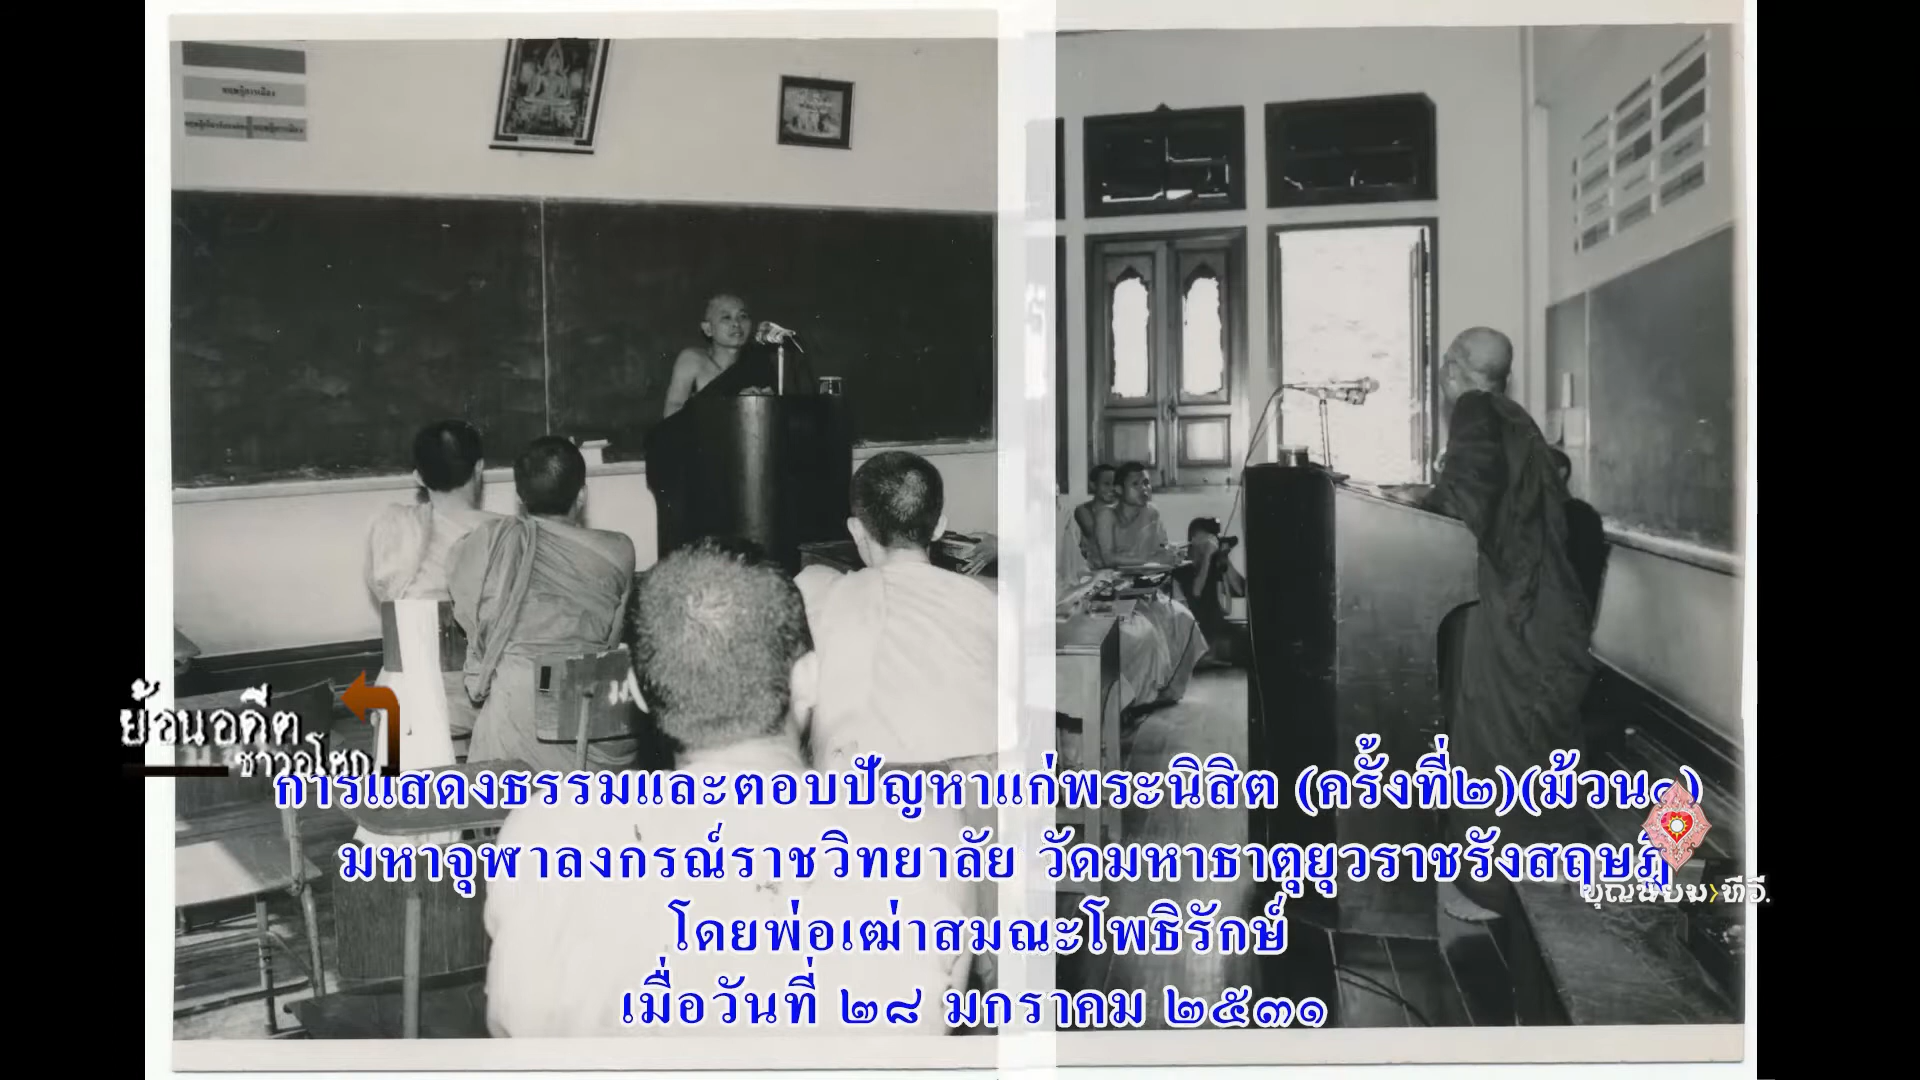 ย้อนอดีต
ชาวอโศก
การแสดงธรรมและตอบปัญหาแก่พระนิสิต (ครั้งที่๒)(ม้วน๑)
มหาจุฬาลงกรณ์ราชวิทยาลัย วัดมหาธาตุยุวราชรังสฤษฎิ์
โดยพ่อเฒ่าสมณะโพธิรักษ์
เมื่อวันที่ ๒๘ มกราคม ๒๕๓๑
บุญนิยม ทีวี.